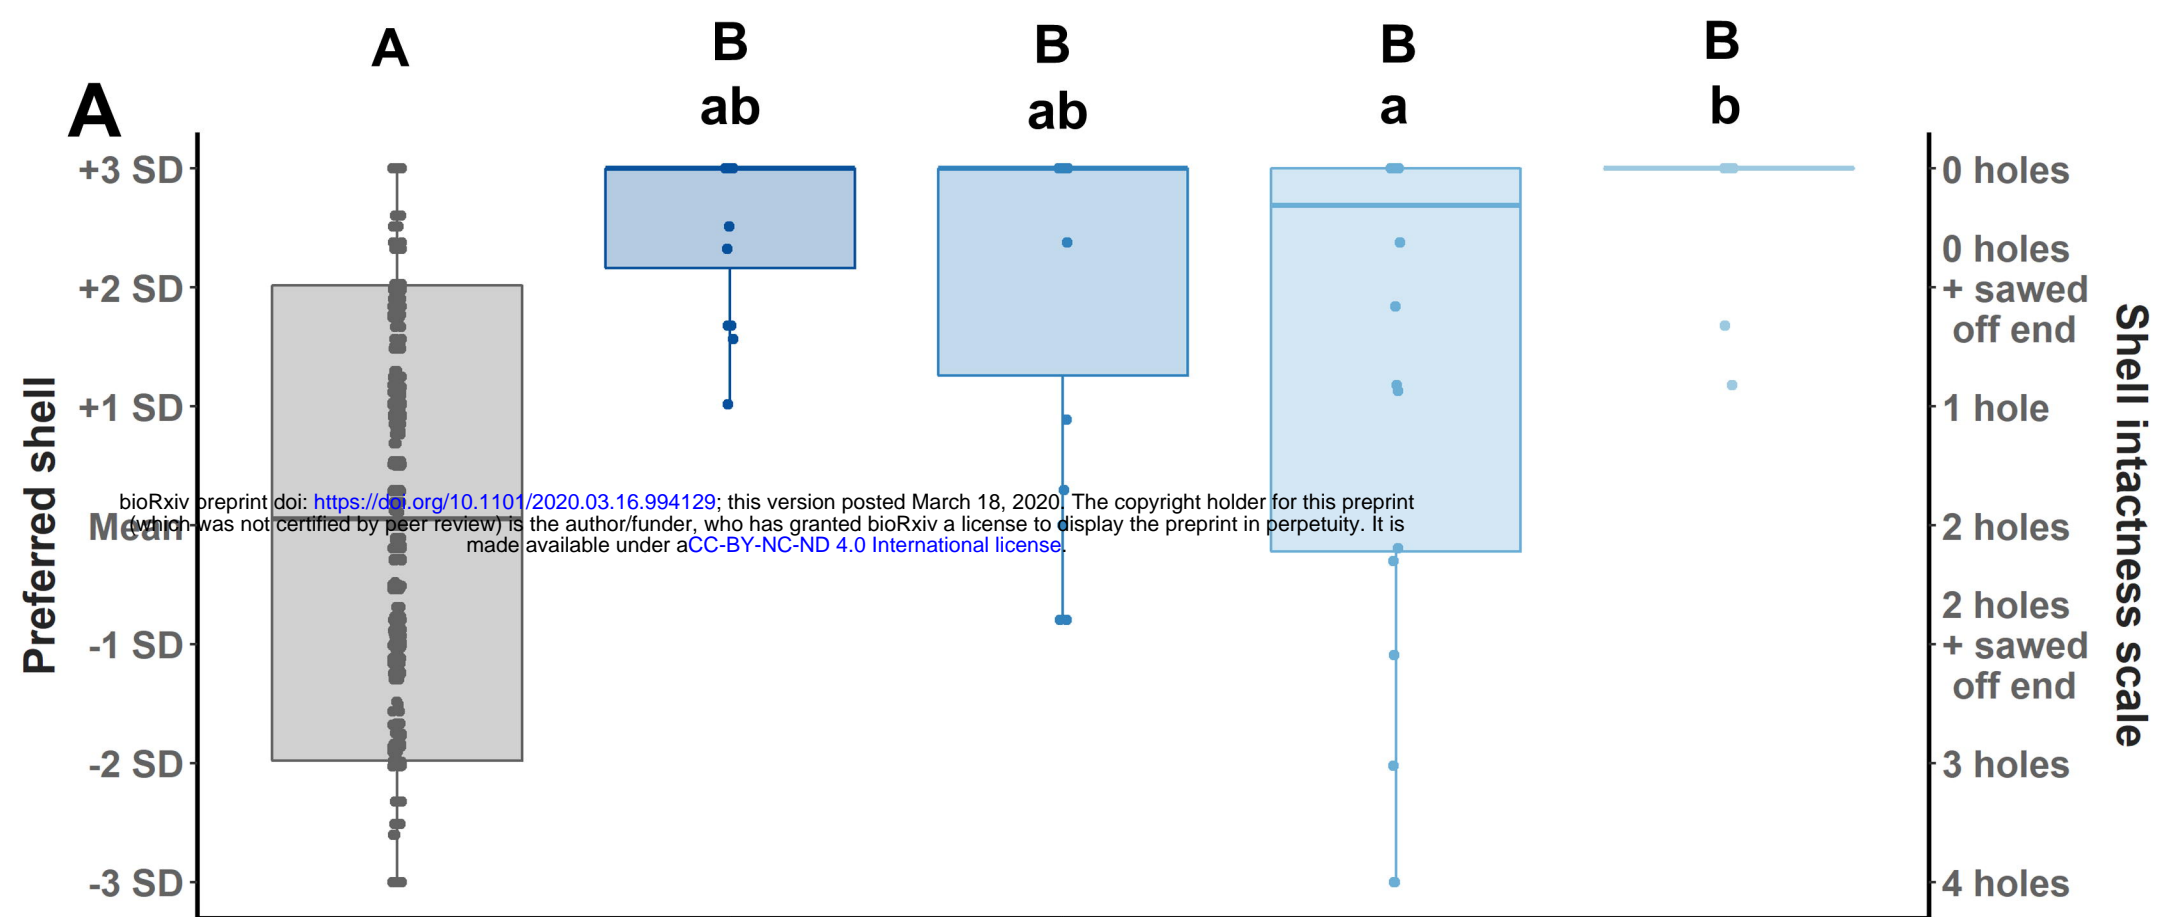 A
B
B
B
B
ab
ab
a
b
A
+3 SD
+2 SD
+1 SD
Mean
-1 SD
-2 SD
-3 SD
Preferred shell
bioRxiv preprint doi: https://doi.org/10.1101/2020.03.16.994129; this version posted March 18, 2020. The copyright holder for this preprint
(which was not certified by peer review) is the author/funder, who has granted bioRxiv a license to display the preprint in perpetuity. It is
made available under aCC-BY-NC-ND 4.0 International license.
0 holes
0 holes
+ sawed
off end
1 hole
2 holes
2 holes
+ sawed
off end
3 holes
4 holes
Shell intactness scale